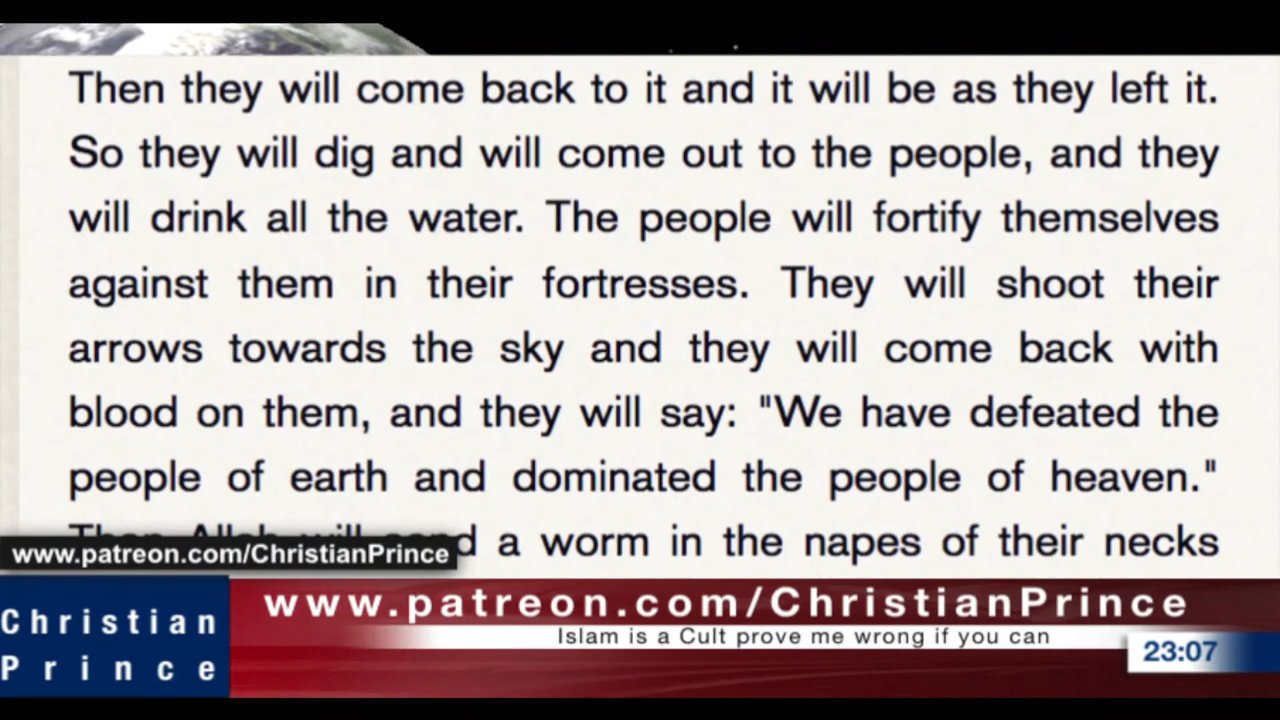 Then they will come back to it and it will be as they left it.
So they will dig and will come out to the people, and they
will drink all the water. The people will fortify themselves
against them in their fortresses. They will shoot their
arrows towards the sky and they will come back with
blood on them, and they will say: "We have defeated the
people of earth and dominated the people of heaven."
Then Allah will send a worm in the napes of their necks
www.patreon.com/ChristianPrince
www.patreon.com/ChristianPrince
Christian
Prince
Islam is a Cult prove me wrong if you can
23:07